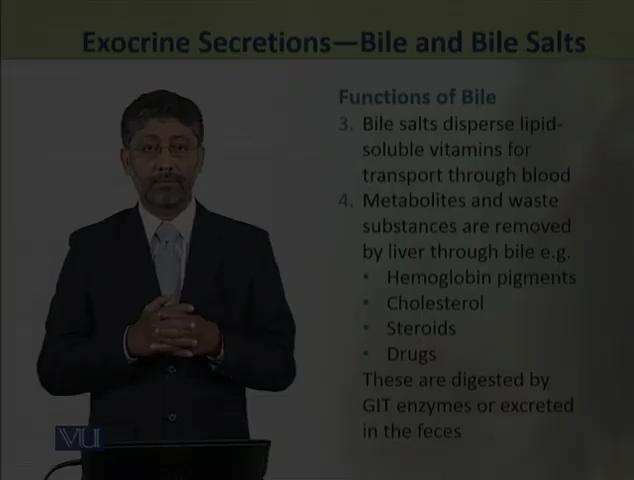 Exocrine Secretions—Bile and Bile Salts
Functions of Bile
3. Bile salts disperse lipid-
soluble vitamins for
transport through blood
4. Metabolites and waste
substances are removed
by liver through bile e.g.
• Hemoglobin pigments
• Cholesterol
• Steroids
• Drugs
These are digested by
GIT enzymes or excreted
in the feces
VU